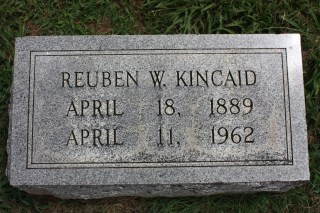 REUBEN W. KINCAID
APRIL 18, 1889
APRIL 11, 1962